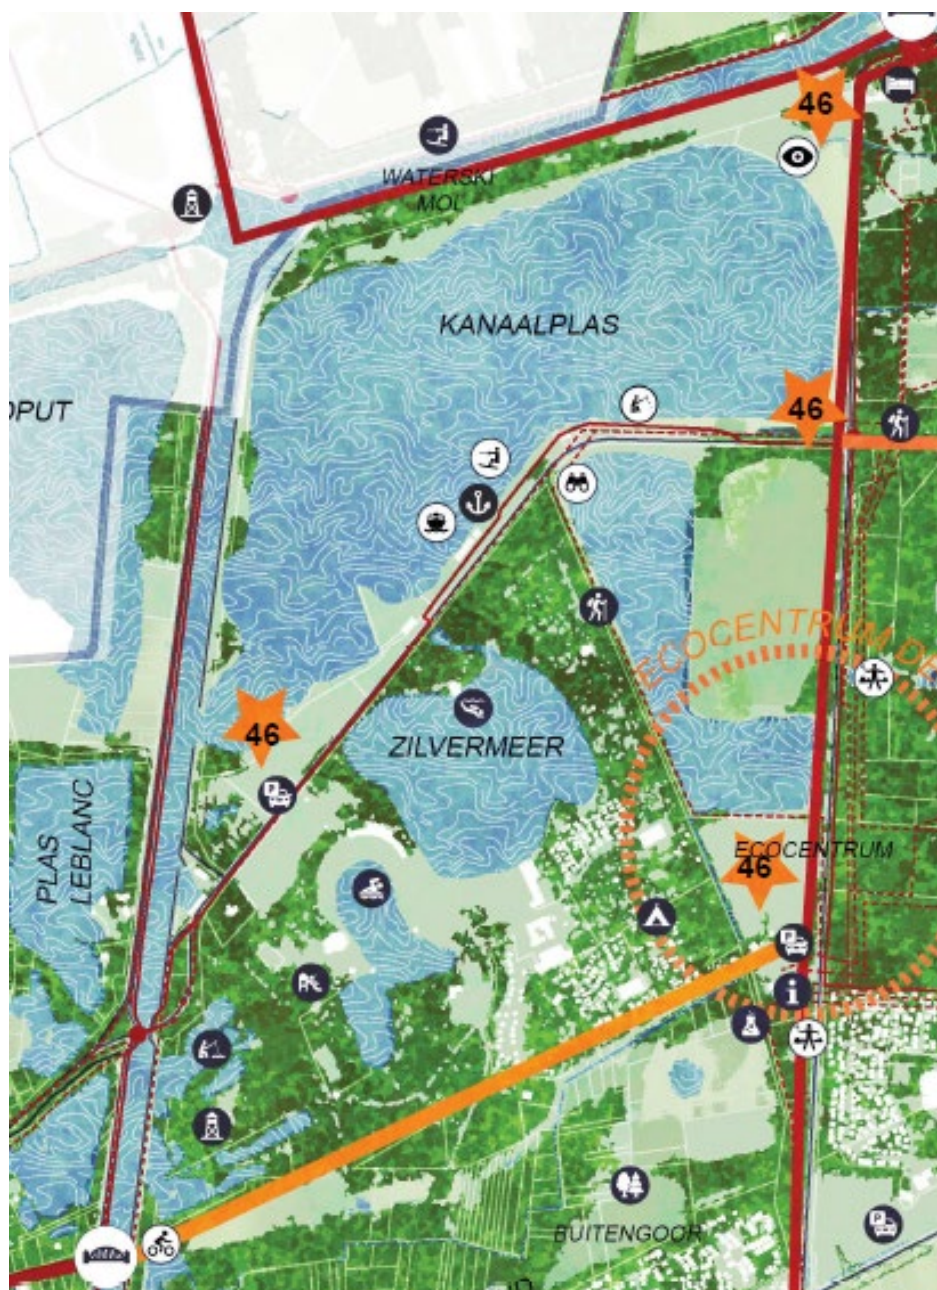 46
WATERSKI
MOL
KANAALPLAS
OPUT
46
P
ECOCENTRUM DE
46
ZILVERMEER
P
PLAS
LEBLANC
ECOCENTRUM
46
P
i
BUITENGOOR
P